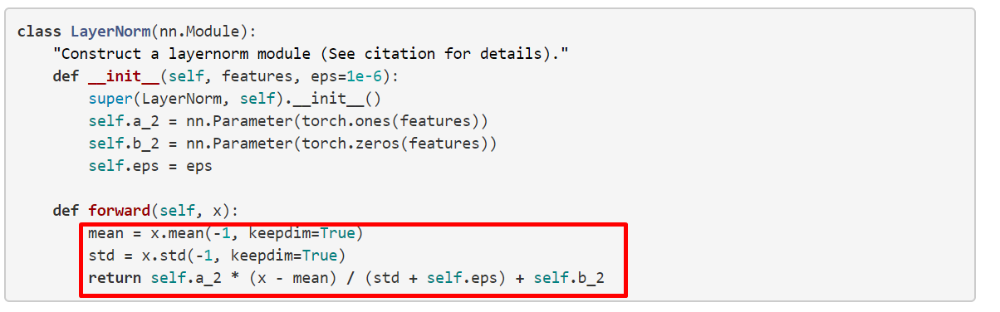 class LayerNorm(nn.Module):
    "Construct a layernorm module (See citation for details)."
    def __init__(self, features, eps=1e-6):
        super(LayerNorm, self).__init__()
        self.a_2 = nn.Parameter(torch.ones(features))
        self.b_2 = nn.Parameter(torch.zeros(features))
        self.eps = eps

    def forward(self, x):
        mean = x.mean(-1, keepdim=True)
        std = x.std(-1, keepdim=True)
        return self.a_2 * (x - mean) / (std + self.eps) + self.b_2